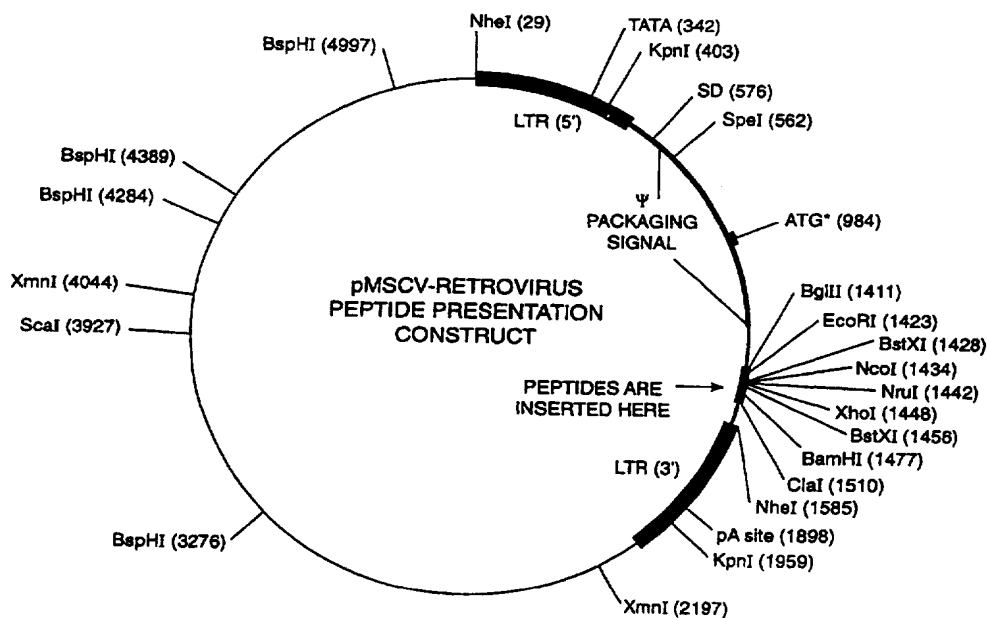 NheI (29)
TATA (342)
BspHI (4997)
KpnI (403)
SD (576)
LTR (5')
SpeI (562)
BspHI (4389)
BspHI (4284)
Ψ
PACKAGING
SIGNAL
ATG* (984)
XmnI (4044)
ScaI (3927)
pMSCV-RETROVIRUS
PEPTIDE PRESENTATION
CONSTRUCT
BglII (1411)
EcoRI (1423)
BstXI (1428)
NcoI (1434)
NruI (1442)
XhoI (1448)
BstXI (1458)
BamHI (1477)
ClaI (1510)
NheI (1585)
PEPTIDES ARE
INSERTED HERE
LTR (3')
pA site (1898)
KpnI (1959)
BspHI (3276)
XmnI (2197)